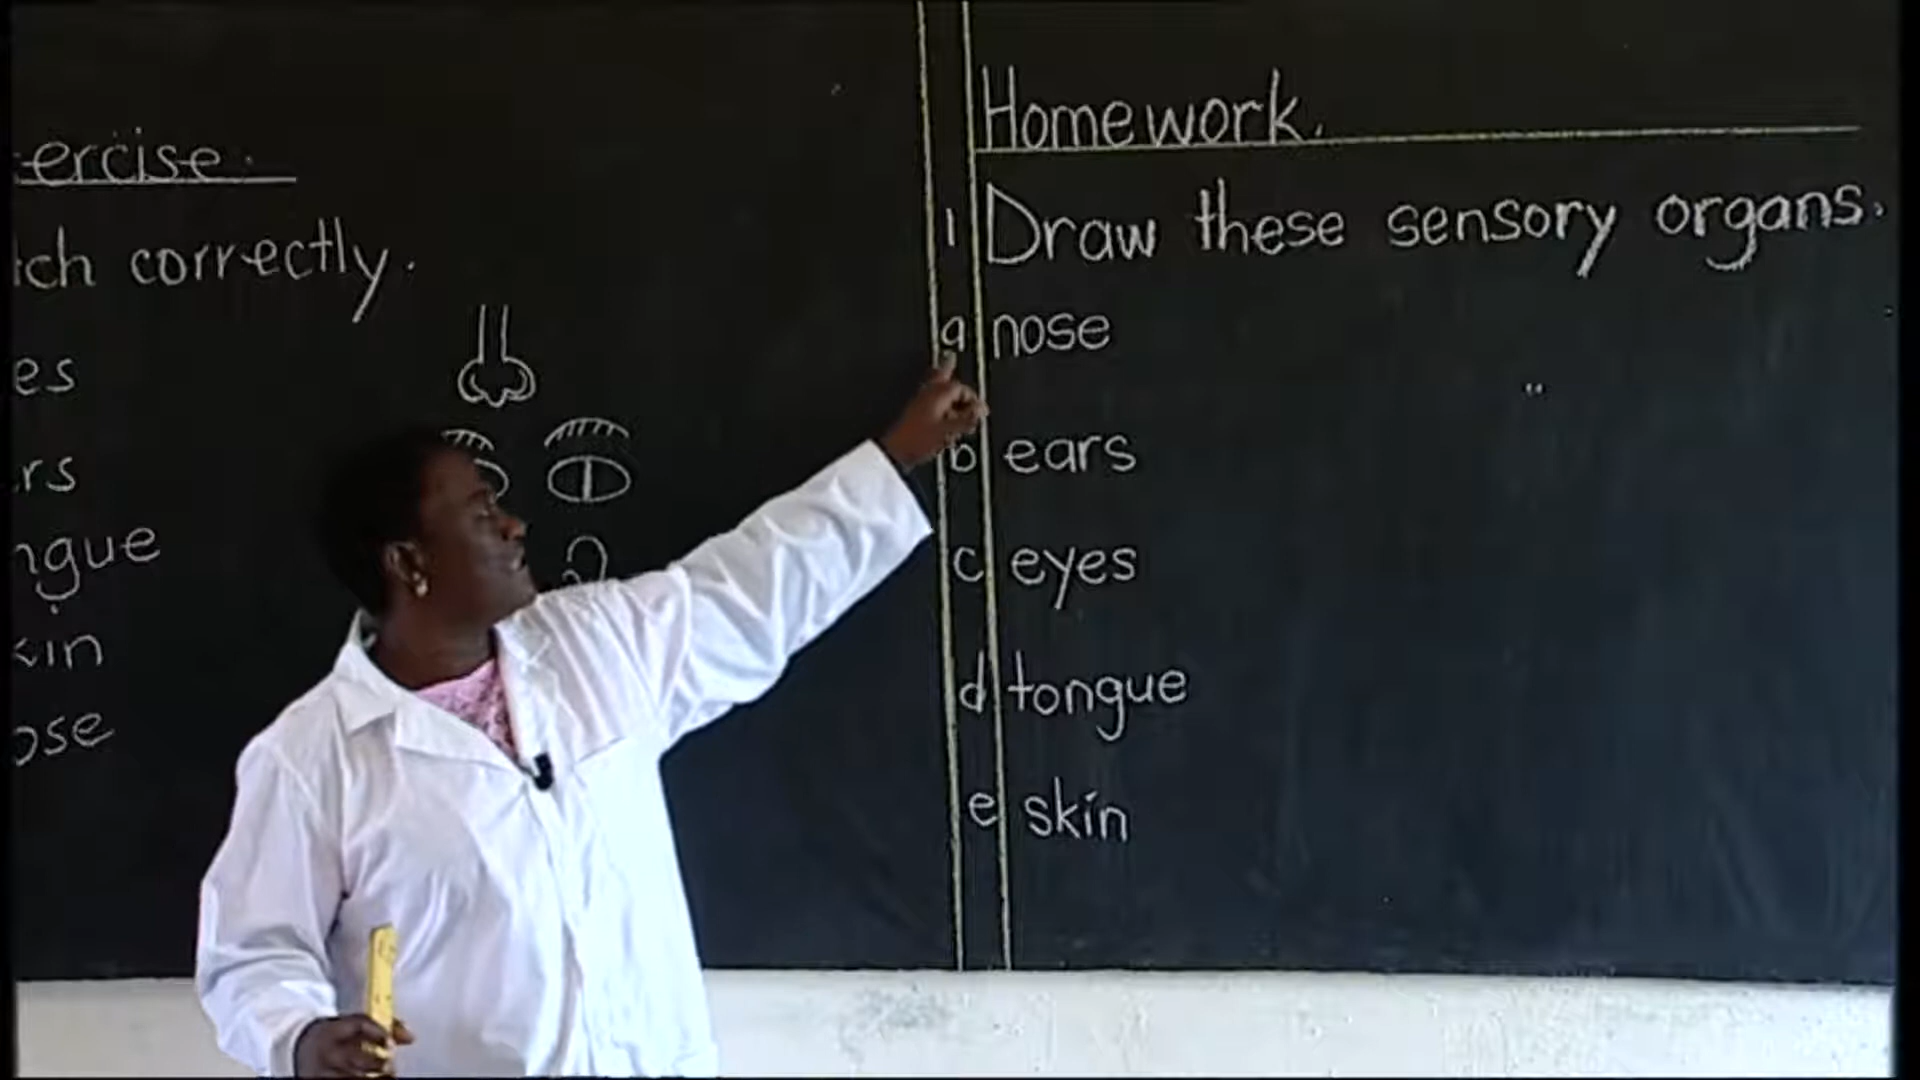 ercise.
ch correctly.
es
rs
ngue
kin
ose
Homework.
1 Draw these sensory organs.
a nose
b ears
c eyes
d tongue
e skin